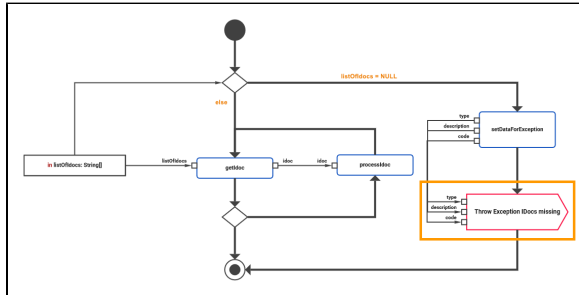 listOfIdocs = NULL
else
type
description
code
setDataForException
in listOfIdocs: String[]
listOfIdocs
getIdoc
idoc
idoc
processIdoc
type
description
code
Throw Exception IDocs missing